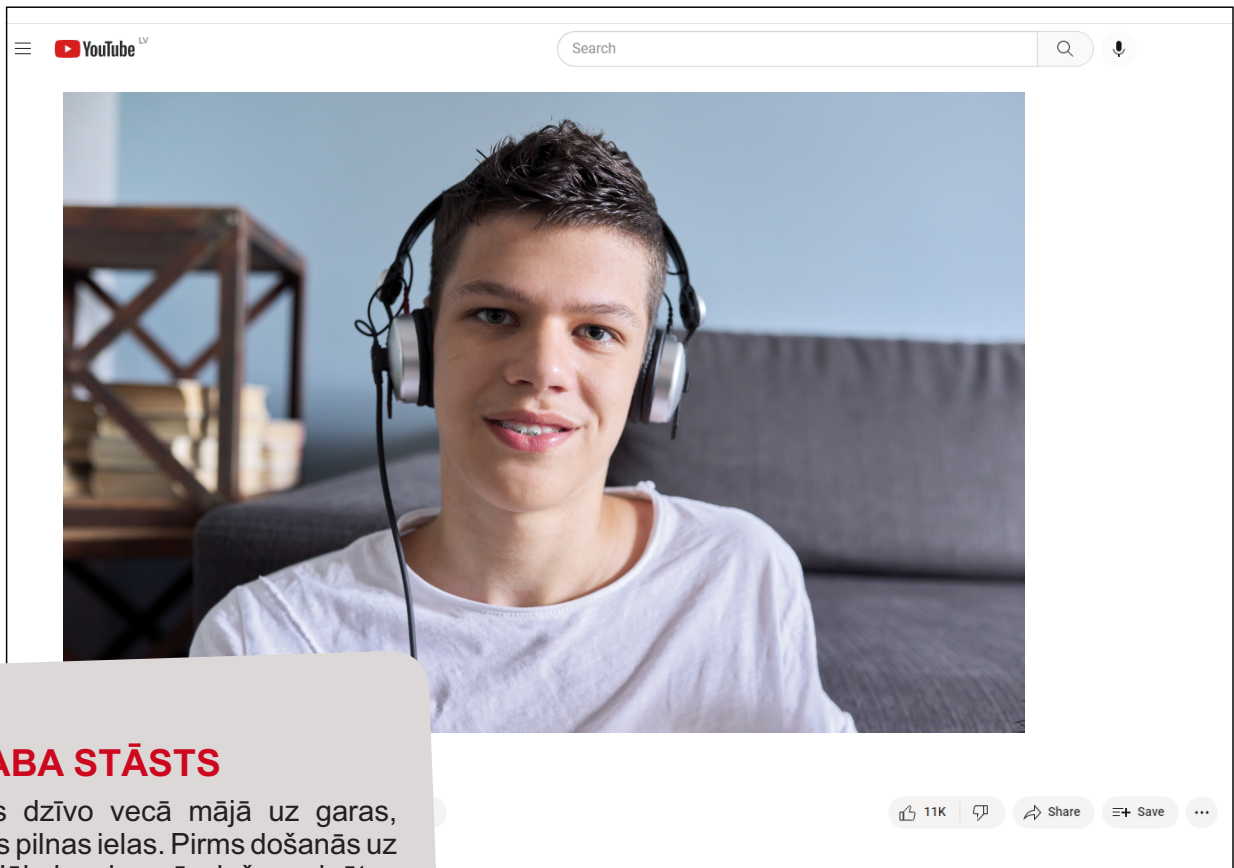 YouTube LV
Search
11K Share Save
ABA STĀSTS
s dzīvo vecā mājā uz garas,
s pilnas ielas. Pirms došanās uz